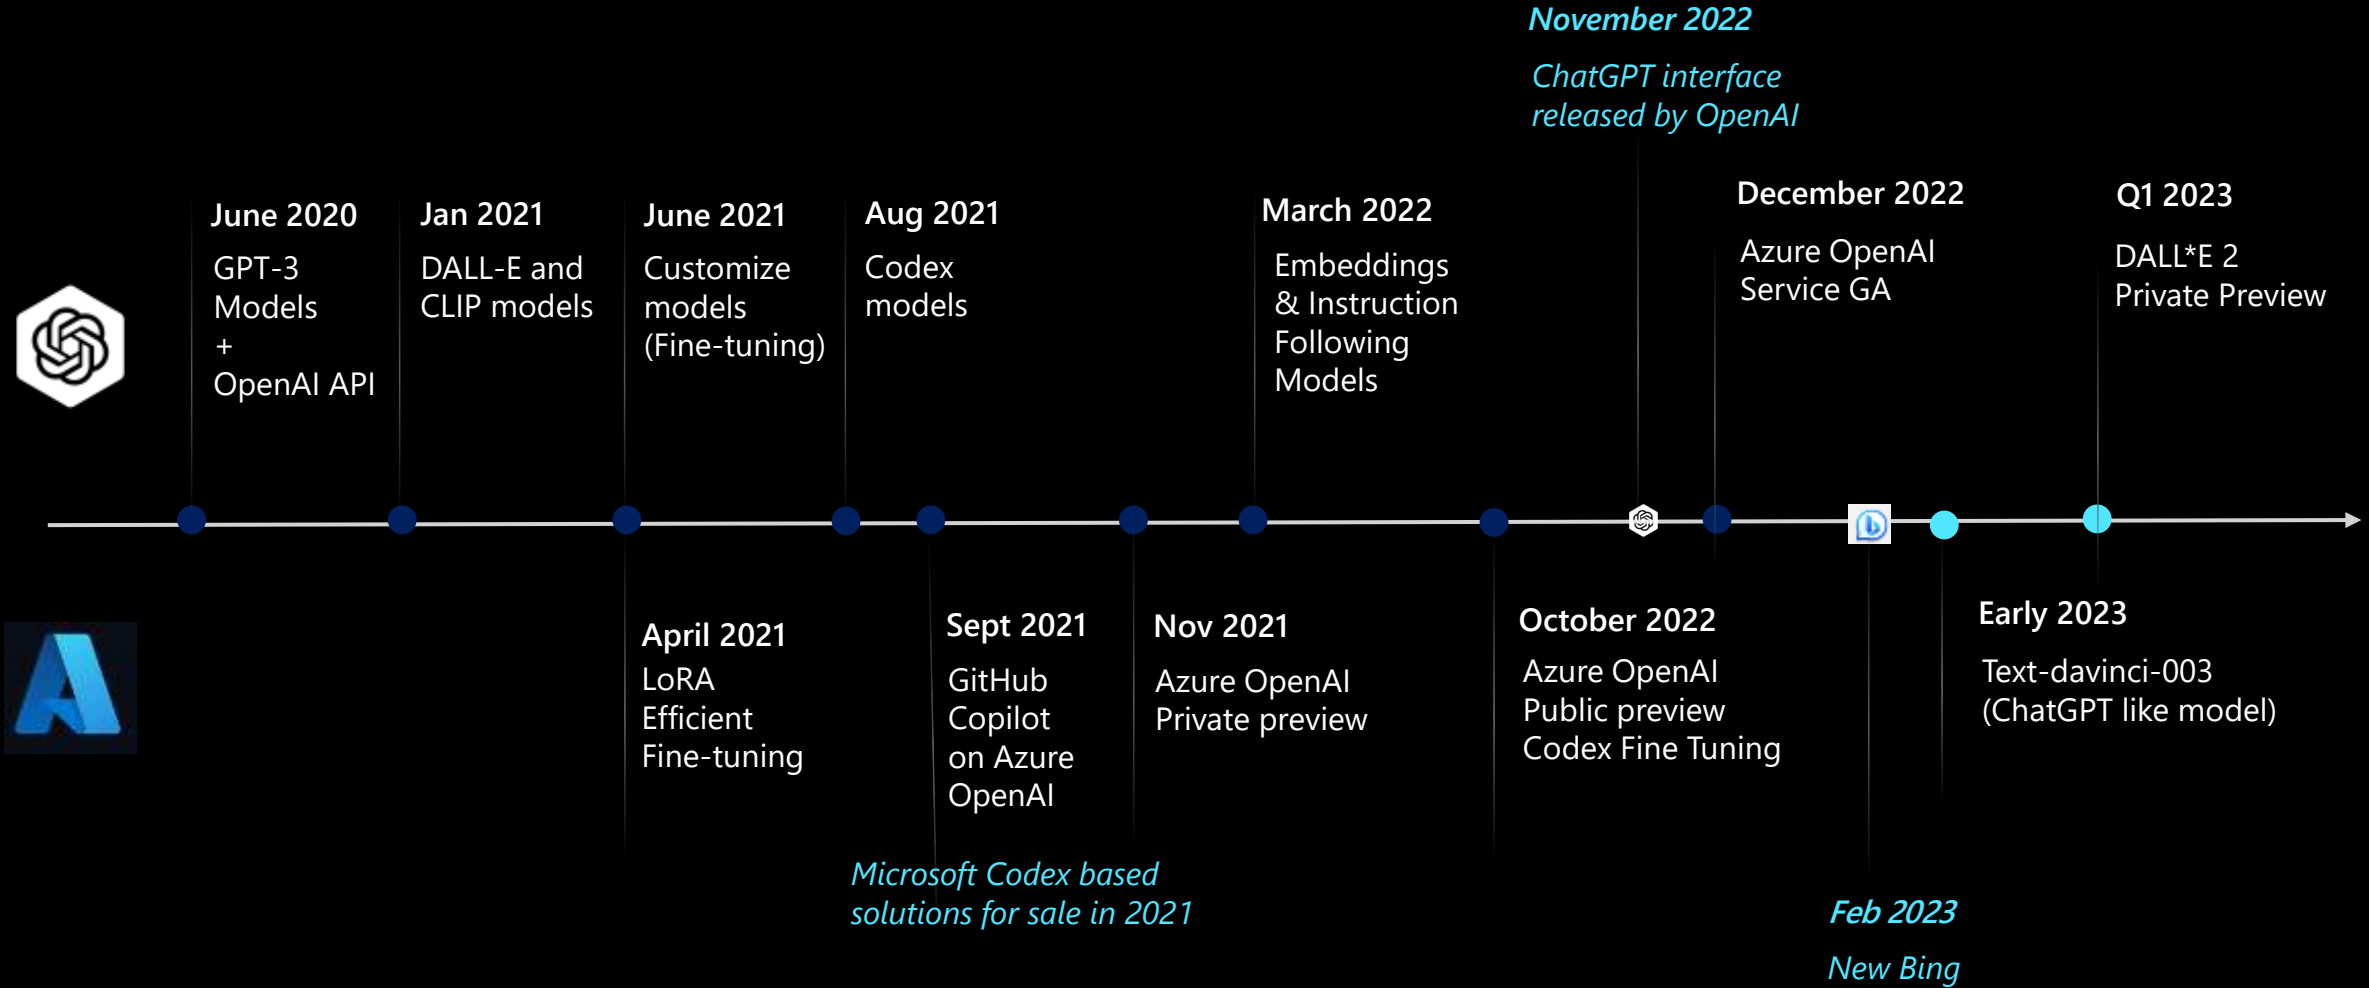 November 2022
ChatGPT interface
released by OpenAI
June 2020
GPT-3
Models
+
OpenAI API
Jan 2021
DALL-E and
CLIP models
June 2021
Customize
models
(Fine-tuning)
Aug 2021
Codex
models
March 2022
Embeddings
& Instruction
Following
Models
December 2022
Azure OpenAI
Service GA
Q1 2023
DALL*E 2
Private Preview
April 2021
LoRA
Efficient
Fine-tuning
Sept 2021
GitHub
Copilot
on Azure
OpenAI
Microsoft Codex based
solutions for sale in 2021
Nov 2021
Azure OpenAI
Private preview
October 2022
Azure OpenAI
Public preview
Codex Fine Tuning
Feb 2023
New Bing
Early 2023
Text-davinci-003
(ChatGPT like model)